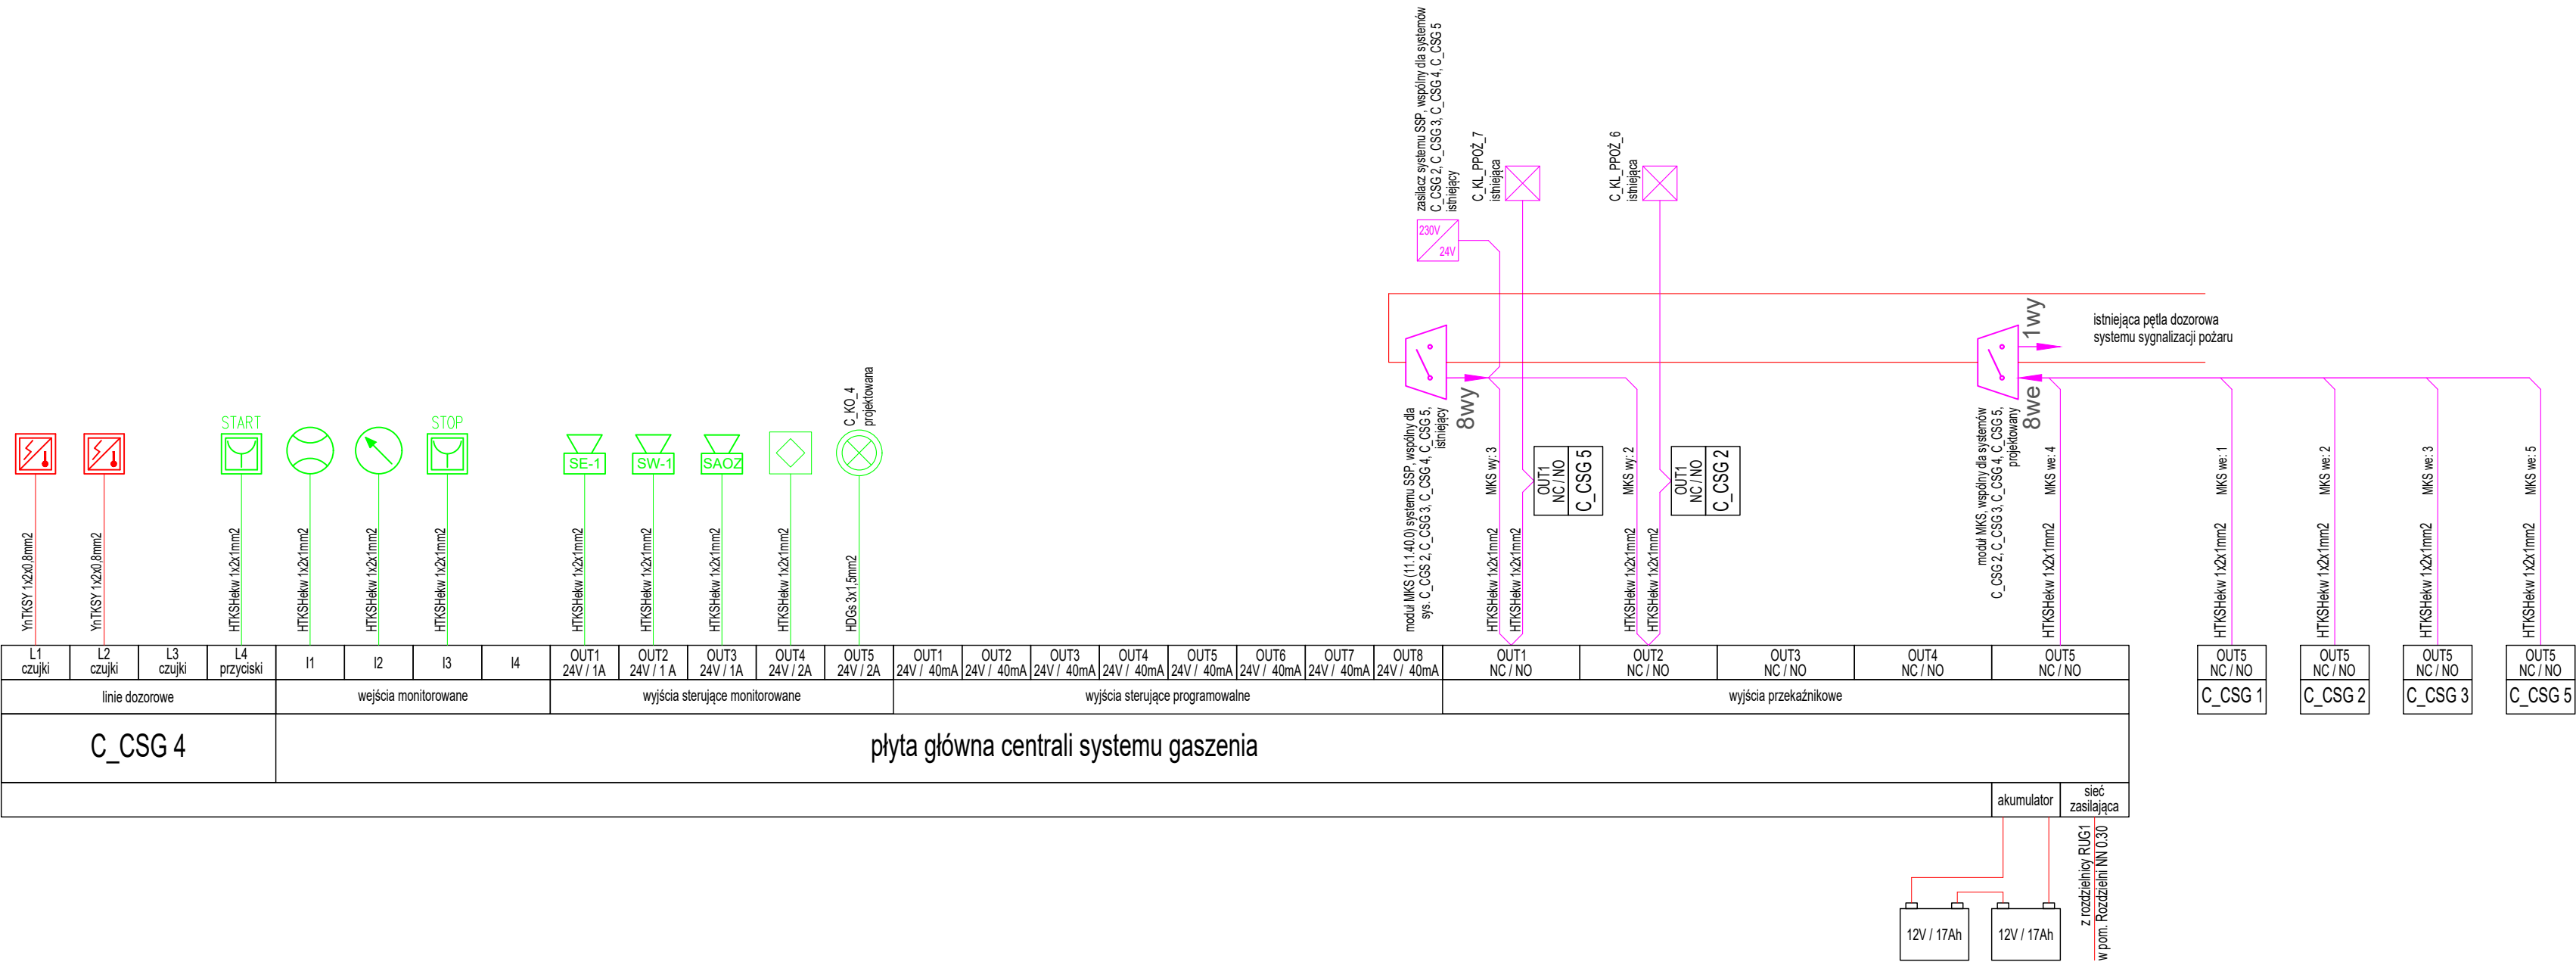 zasilacz systemu SSP, wspólny dla systemów
C_CSG 2, C_CSG 3, C_CSG 4, C_CSG 5
istniejący
C_KL_PPOŻ_7
istniejąca
C_KL_PPOŻ_6
istniejąca
230V
24V
1wy
istniejąca pętla dozorowa
systemu sygnalizacji pożaru
8wy
8we
moduł MKS (11.1.40.0) systemu SSP, wspólny dla
sys. C_CGS 2, C_CSG 3, C_CSG 4, C_CSG 5,
istniejący
moduł MKS, wspólny dla systemów
C_CSG 2, C_CSG 3, C_CSG 4, C_CSG 5,
projektowany
START
STOP
SE-1
SW-1
SAOZ
C_KO_4
projektowana
OUT1
NC / NO
C_CSG 5
OUT1
NC / NO
C_CSG 2
YnTKSY 1x2x0,8mm2
YnTKSY 1x2x0,8mm2
HTKSHekw 1x2x1mm2
HTKSHekw 1x2x1mm2
HTKSHekw 1x2x1mm2
HTKSHekw 1x2x1mm2
HTKSHekw 1x2x1mm2
HTKSHekw 1x2x1mm2
HTKSHekw 1x2x1mm2
HTKSHekw 1x2x1mm2
HDGs 3x1,5mm2
HTKSHekw 1x2x1mm2 MKS wy: 3
HTKSHekw 1x2x1mm2
HTKSHekw 1x2x1mm2 MKS wy: 2
HTKSHekw 1x2x1mm2
HTKSHekw 1x2x1mm2 MKS we: 4
HTKSHekw 1x2x1mm2 MKS we: 1
HTKSHekw 1x2x1mm2 MKS we: 2
HTKSHekw 1x2x1mm2 MKS we: 3
HTKSHekw 1x2x1mm2 MKS we: 5
L1
czujki
L2
czujki
L3
czujki
L4
przyciski
I1
I2
I3
I4
OUT1
24V / 1A
OUT2
24V / 1 A
OUT3
24V / 1A
OUT4
24V / 2A
OUT5
24V / 2A
OUT1
24V / 40mA
OUT2
24V / 40mA
OUT3
24V / 40mA
OUT4
24V / 40mA
OUT5
24V / 40mA
OUT6
24V / 40mA
OUT7
24V / 40mA
OUT8
24V / 40mA
OUT1
NC / NO
OUT2
NC / NO
OUT3
NC / NO
OUT4
NC / NO
OUT5
NC / NO
OUT5
NC / NO
C_CSG 1
OUT5
NC / NO
C_CSG 2
OUT5
NC / NO
C_CSG 3
OUT5
NC / NO
C_CSG 5
linie dozorowe
wejścia monitorowane
wyjścia sterujące monitorowane
wyjścia sterujące programowalne
wyjścia przekaźnikowe
C_CSG 4
płyta główna centrali systemu gaszenia
akumulator
sieć
zasilająca
z rozdzielnicy RUG1
w pom. Rozdzielni NN 0.30
12V / 17Ah
12V / 17Ah